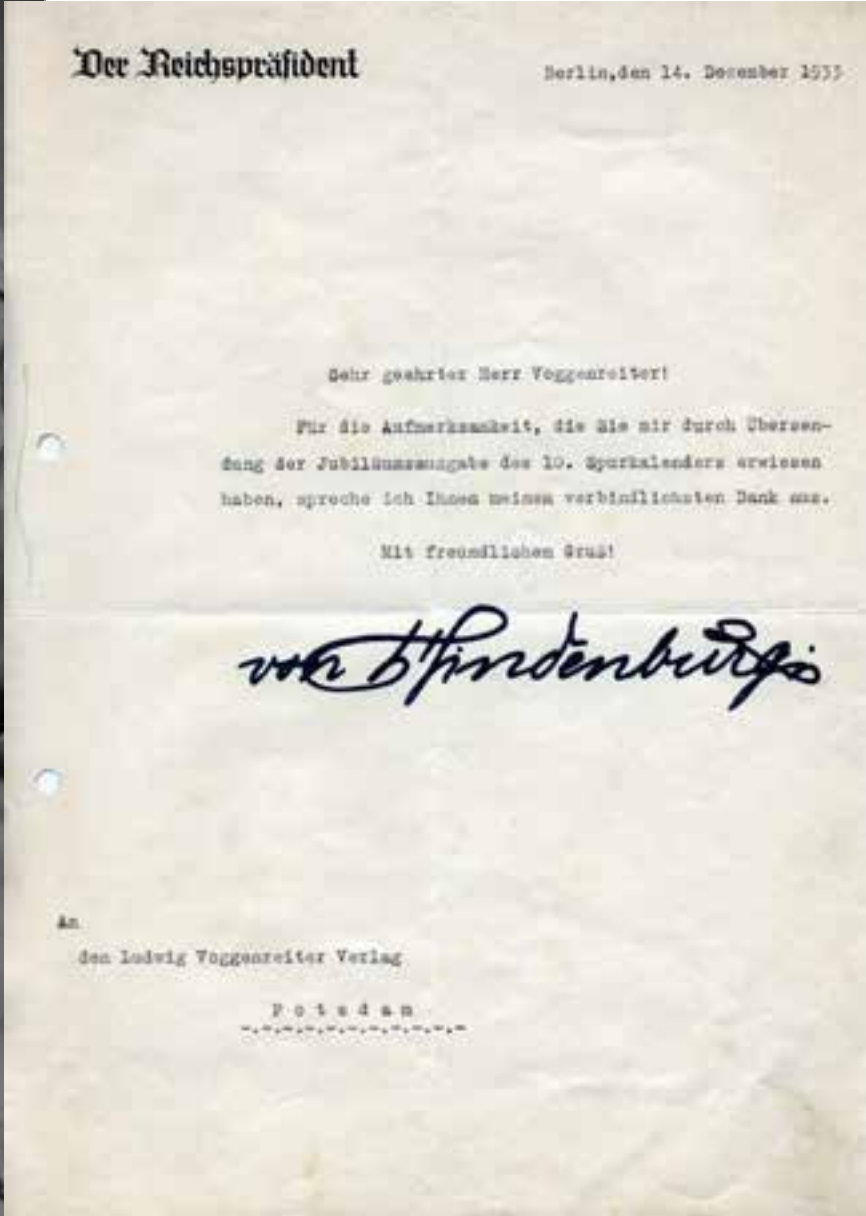 Der Reichspräsident
Berlin,den 14. Dezember 1933
Sehr geehrter Herr Voggenreiter!
Für die Aufmerksamkeit, die Sie mir durch Übersen-
dung der Jubiläumsausgabe des 10. Spurkalenders erwiesen
haben, spreche ich Ihnen meinen verbindlichsten Dank aus.
Mit freundlichem Gruß!
von Hindenburg
An
den Ludwig Voggenreiter Verlag
Potsdam